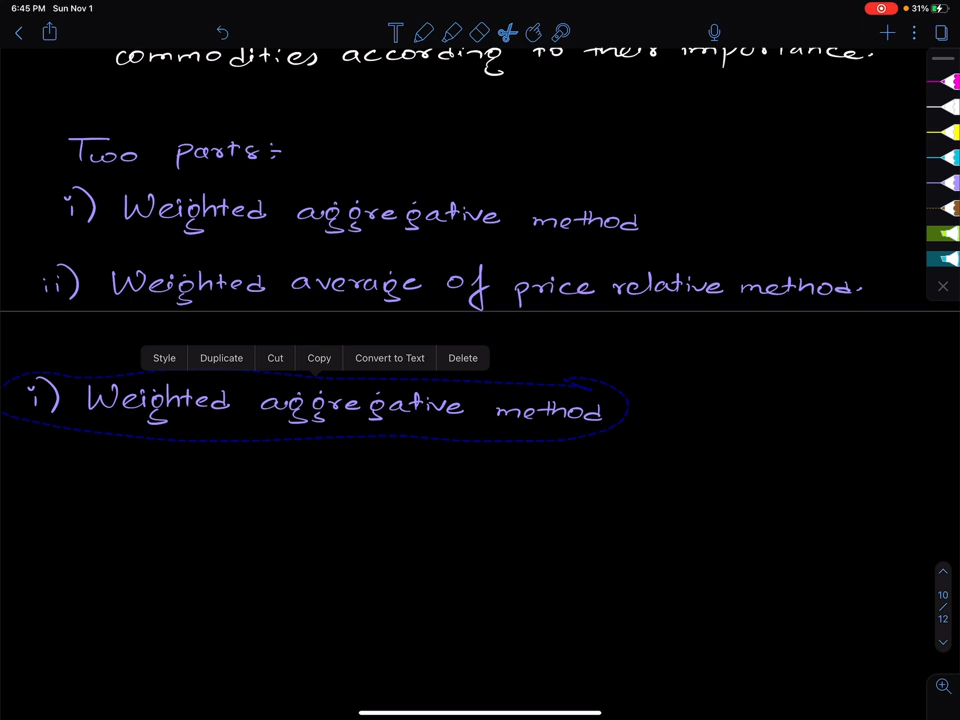 6:45 PM Sun Nov 1
31%
commodities according to their importance.
Two parts:-
i) Weighted aggregative method
ii) Weighted average of price relative method.
Style Duplicate Cut Copy Convert to Text Delete
i) Weighted aggregative method
10
/
12